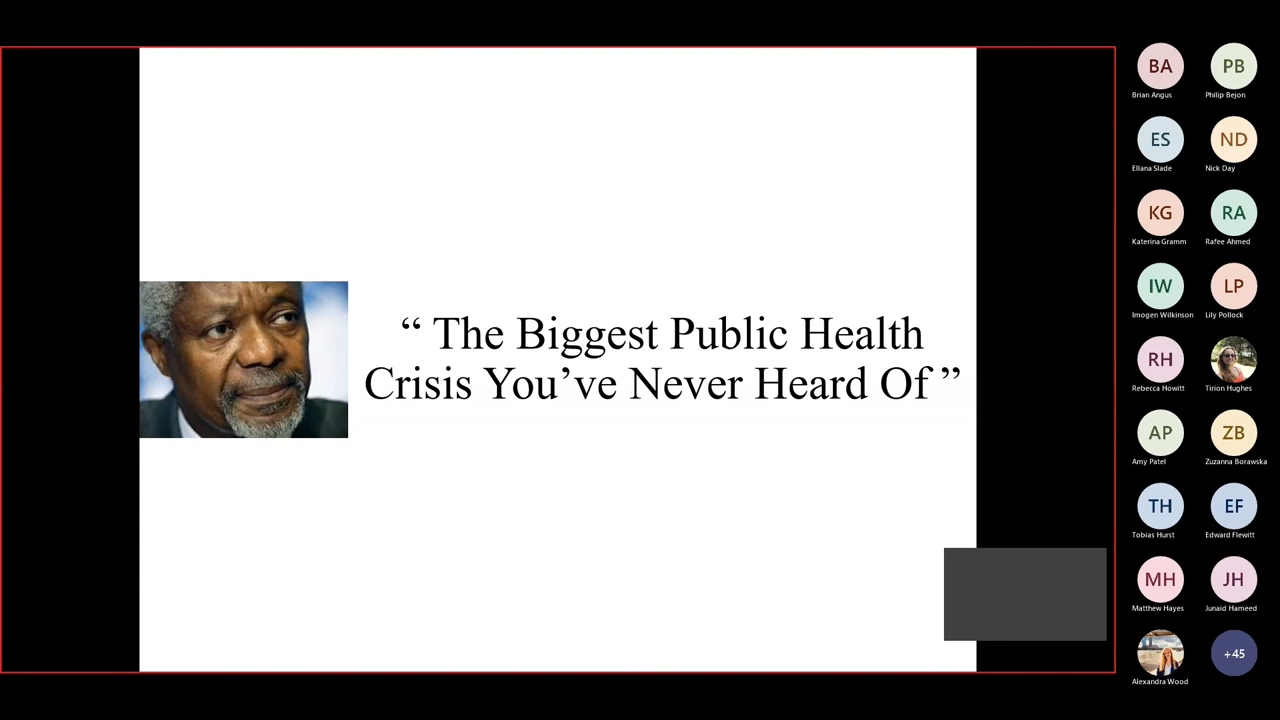 “ The Biggest Public Health
Crisis You’ve Never Heard Of ”
BA
Brian Angus
PB
Philip Bejon
ES
Ellana Slade
ND
Nick Day
KG
Katerina Gramm
RA
Rafee Ahmed
IW
Imogen Wilkinson
LP
Lily Pollock
RH
Rebecca Howitt
Tirion Hughes
AP
Amy Patel
ZB
Zuzanna Borawska
TH
Tobias Hurst
EF
Edward Flewitt
MH
Matthew Hayes
JH
Junaid Hameed
Alexandra Wood
+45